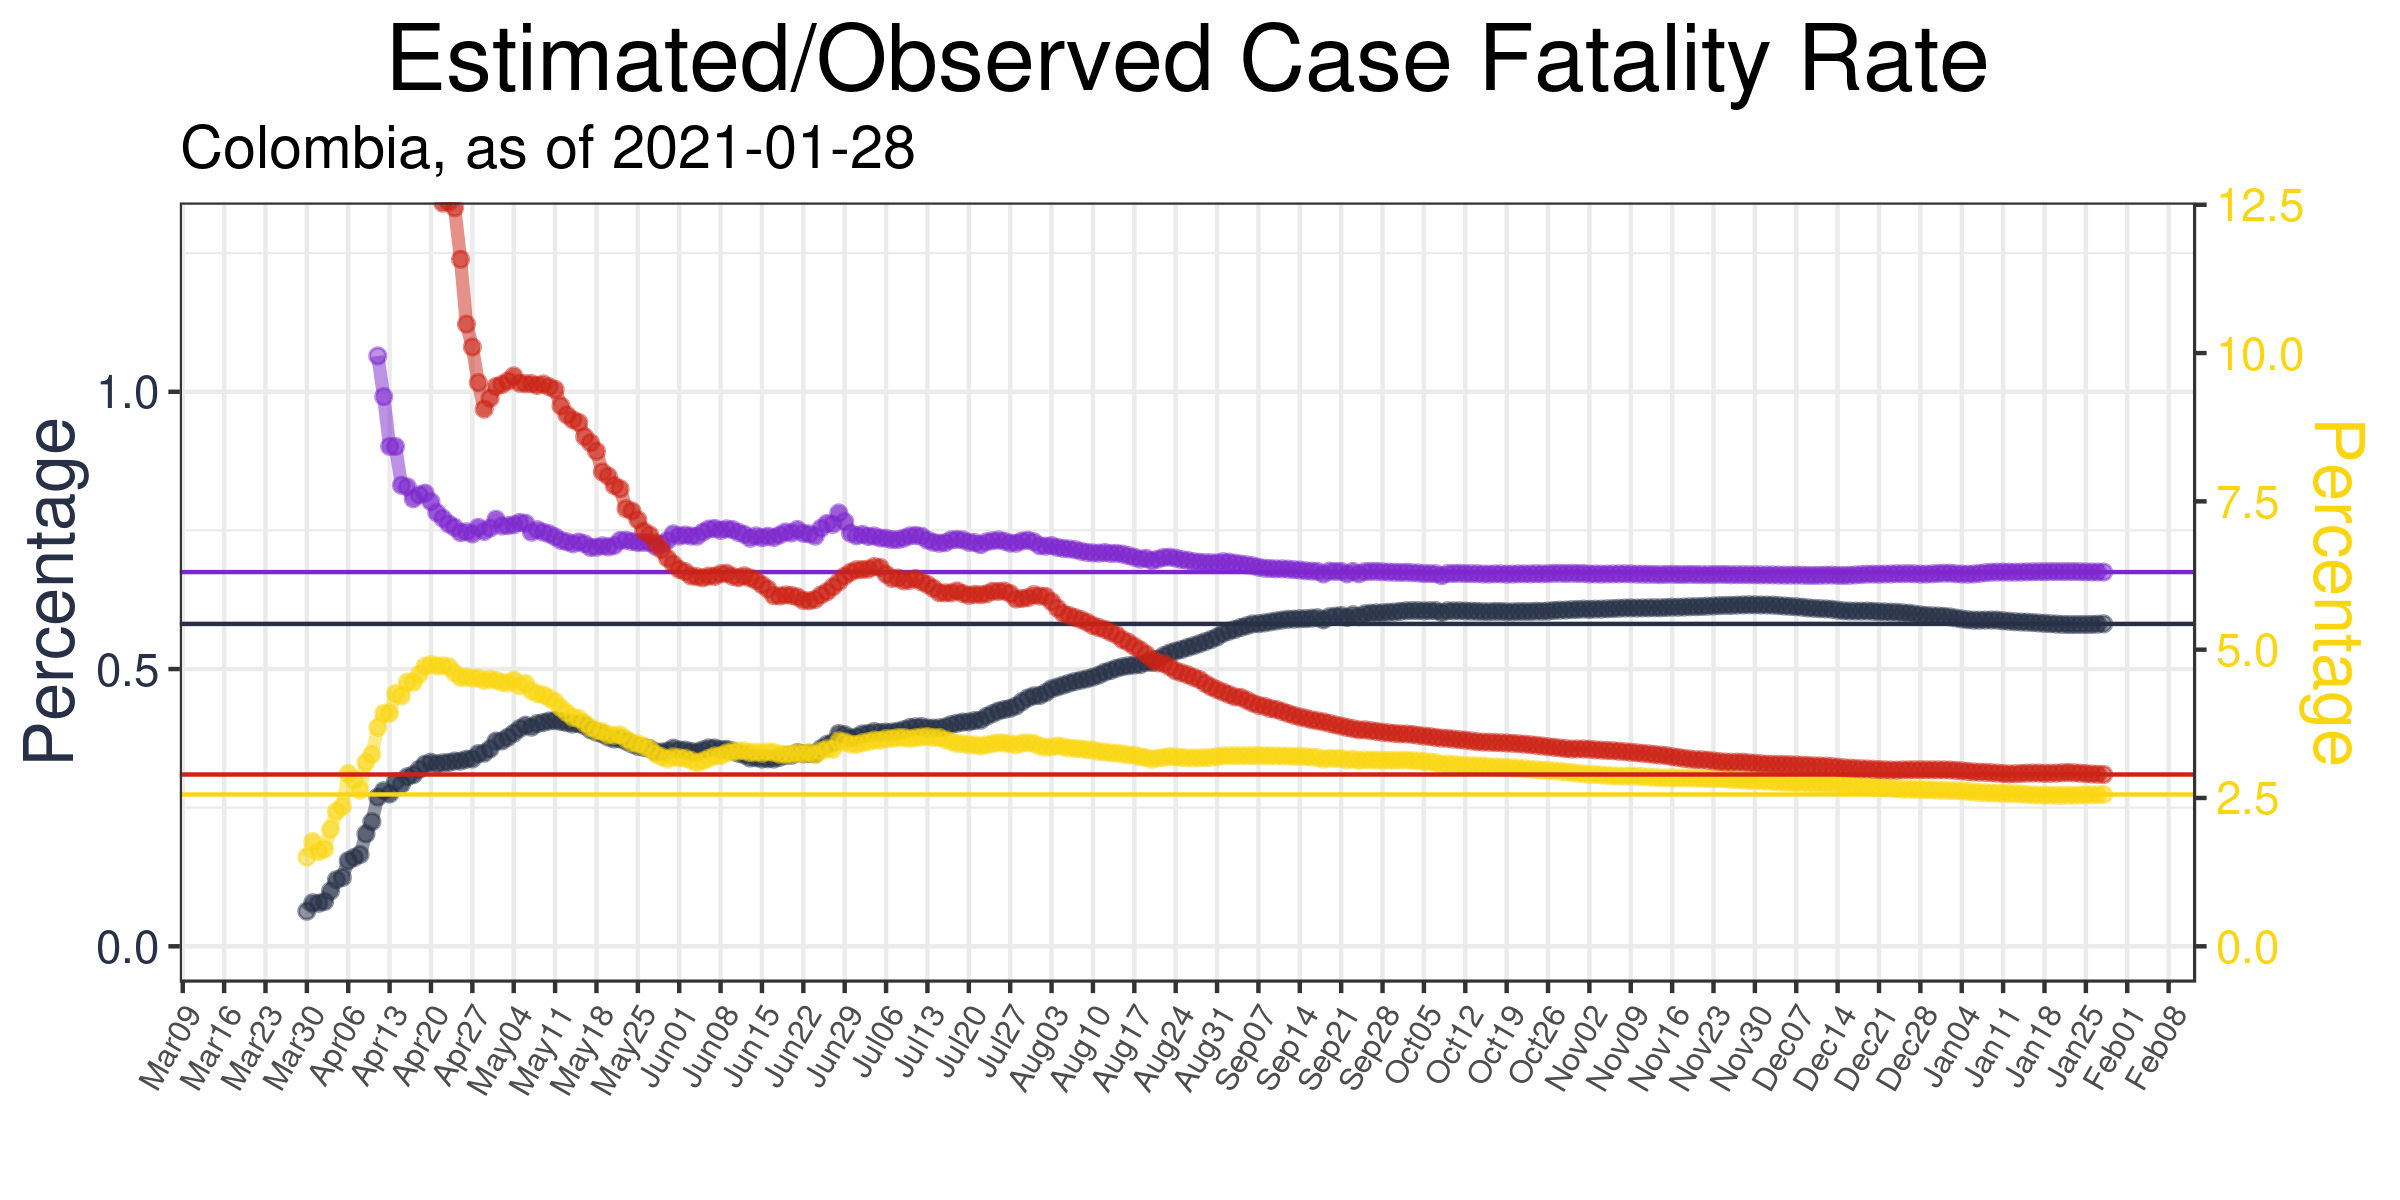 Estimated/Observed Case Fatality Rate
Colombia, as of 2021-01-28
Percentage
1.0
0.5
0.0
12.5
10.0
7.5
5.0
2.5
0.0
Percentage
Mar09
Mar16
Mar23
Mar30
Apr06
Apr13
Apr20
Apr27
May04
May11
May18
May25
Jun01
Jun08
Jun15
Jun22
Jun29
Jul06
Jul13
Jul20
Jul27
Aug03
Aug10
Aug17
Aug24
Aug31
Sep07
Sep14
Sep21
Sep28
Oct05
Oct12
Oct19
Oct26
Nov02
Nov09
Nov16
Nov23
Nov30
Dec07
Dec14
Dec21
Dec28
Jan04
Jan11
Jan18
Jan25
Feb01
Feb08